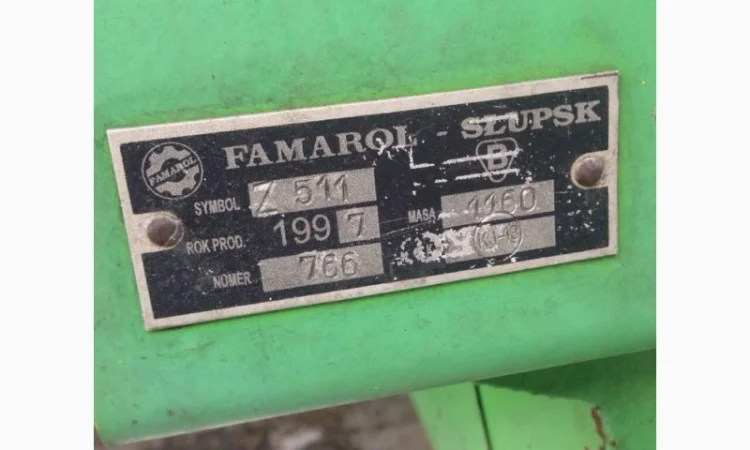 FAMAROL - SŁUPSK
FAMAROL
B
SYMBOL Z 511
ROK PROD. 1997
MASA 1160
NUMER 766